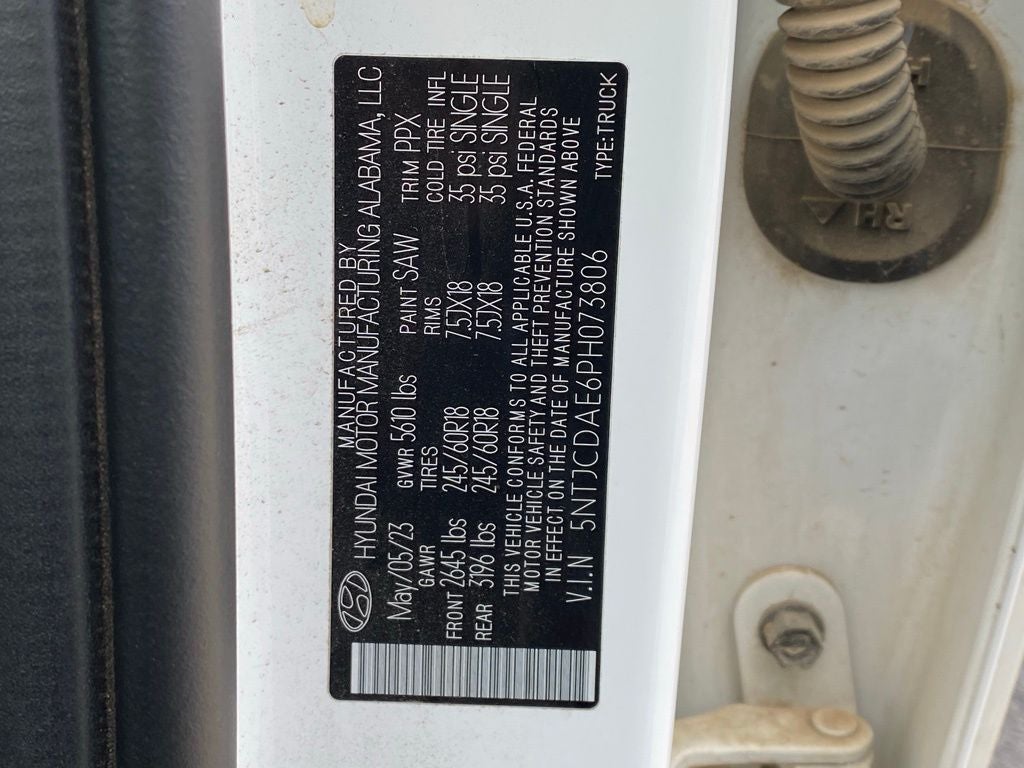 MANUFACTURED BY
HYUNDAI MOTOR MANUFACTURING ALABAMA, LLC
May/05/23 GVWR 5610 lbs PAINT SAW TRIM PPX
GAWR TIRES RIMS COLD TIRE INFL
FRONT 2645 lbs 245/60R18 7.5JX18 35 psi SINGLE
REAR 3196 lbs 245/60R18 7.5JX18 35 psi SINGLE
THIS VEHICLE CONFORMS TO ALL APPLICABLE U.S.A. FEDERAL
MOTOR VEHICLE SAFETY AND THEFT PREVENTION STANDARDS
IN EFFECT ON THE DATE OF MANUFACTURE SHOWN ABOVE
V.I.N 5NTJCDAE6PH073806 TYPE:TRUCK
RH